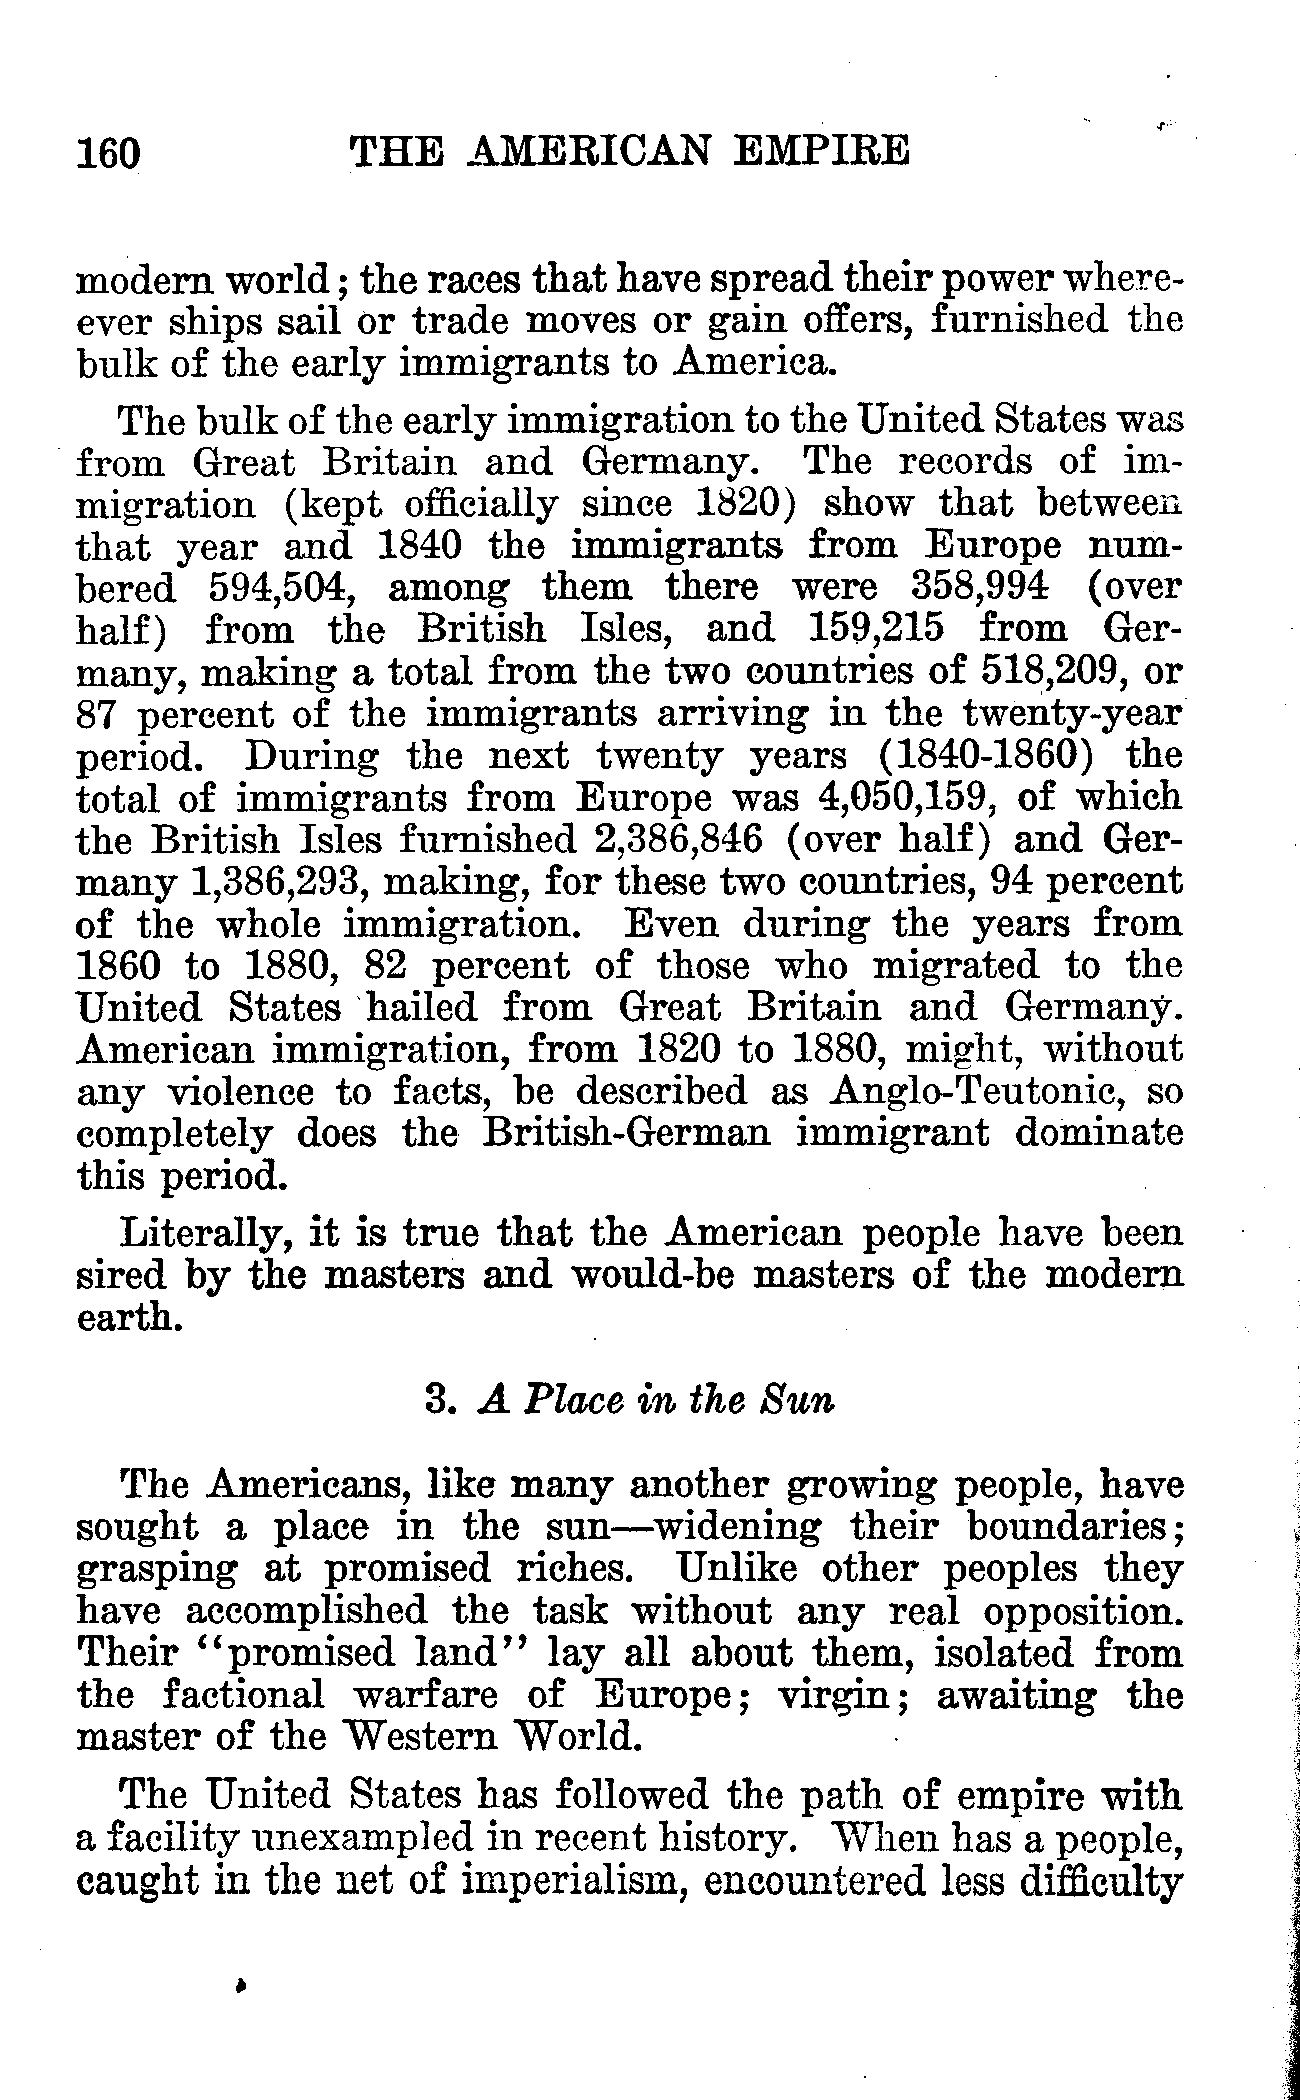 160 THE AMERICAN EMPIRE
modern world; the races that have spread their power where-
ever ships sail or trade moves or gain offers, furnished the
bulk of the early immigrants to America.
The bulk of the early immigration to the United States was
from Great Britain and Germany. The records of im-
migration (kept officially since 1820) show that between
that year and 1840 the immigrants from Europe num-
bered 594,504, among them there were 358,994 (over
half) from the British Isles, and 159,215 from Ger-
many, making a total from the two countries of 518,209, or
87 percent of the immigrants arriving in the twenty-year
period. During the next twenty years (1840-1860) the
total of immigrants from Europe was 4,050,159, of which
the British Isles furnished 2,386,846 (over half) and Ger-
many 1,386,293, making, for these two countries, 94 percent
of the whole immigration. Even during the years from
1860 to 1880, 82 percent of those who migrated to the
United States hailed from Great Britain and Germany.
American immigration, from 1820 to 1880, might, without
any violence to facts, be described as Anglo-Teutonic, so
completely does the British-German immigrant dominate
this period.
Literally, it is true that the American people have been
sired by the masters and would-be masters of the modern
earth.
3. A Place in the Sun
The Americans, like many another growing people, have
sought a place in the sun—widening their boundaries;
grasping at promised riches. Unlike other peoples they
have accomplished the task without any real opposition.
Their "promised land" lay all about them, isolated from
the factional warfare of Europe; virgin; awaiting the
master of the Western World.
The United States has followed the path of empire with
a facility unexampled in recent history. When has a people,
caught in the net of imperialism, encountered less difficulty